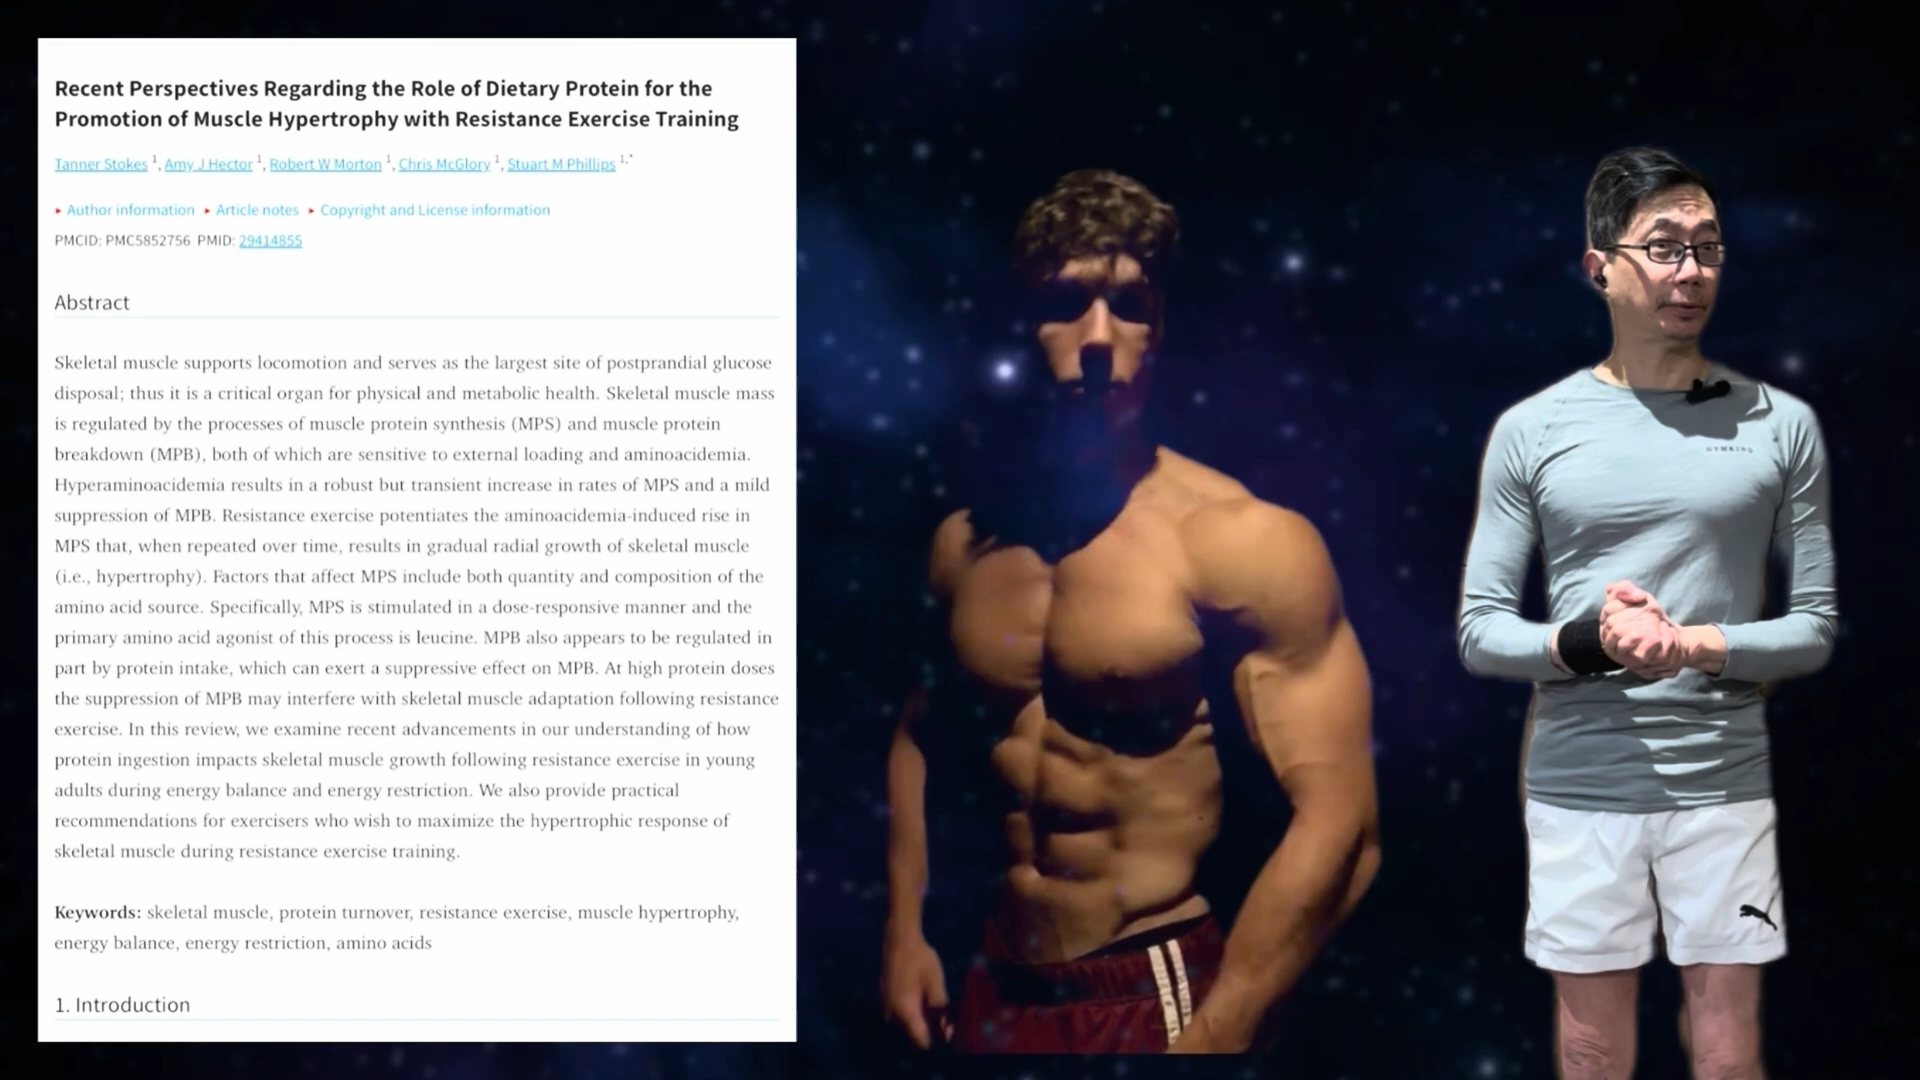 Recent Perspectives Regarding the Role of Dietary Protein for the
Promotion of Muscle Hypertrophy with Resistance Exercise Training
Tanner Stokes 1, Amy J Hector 1, Robert W Morton 1, Chris McGlory 1, Stuart M Phillips 1,*
▸ Author information ▸ Article notes ▸ Copyright and License information
PMCID: PMC5852756 PMID: 29414855
Abstract
Skeletal muscle supports locomotion and serves as the largest site of postprandial glucose
disposal; thus it is a critical organ for physical and metabolic health. Skeletal muscle mass
is regulated by the processes of muscle protein synthesis (MPS) and muscle protein
breakdown (MPB), both of which are sensitive to external loading and aminoacidemia.
Hyperaminoacidemia results in a robust but transient increase in rates of MPS and a mild
suppression of MPB. Resistance exercise potentiates the aminoacidemia-induced rise in
MPS that, when repeated over time, results in gradual radial growth of skeletal muscle
(i.e., hypertrophy). Factors that affect MPS include both quantity and composition of the
amino acid source. Specifically, MPS is stimulated in a dose-responsive manner and the
primary amino acid agonist of this process is leucine. MPB also appears to be regulated in
part by protein intake, which can exert a suppressive effect on MPB. At high protein doses
the suppression of MPB may interfere with skeletal muscle adaptation following resistance
exercise. In this review, we examine recent advancements in our understanding of how
protein ingestion impacts skeletal muscle growth following resistance exercise in young
adults during energy balance and energy restriction. We also provide practical
recommendations for exercisers who wish to maximize the hypertrophic response of
skeletal muscle during resistance exercise training.
Keywords: skeletal muscle, protein turnover, resistance exercise, muscle hypertrophy,
energy balance, energy restriction, amino acids
1. Introduction
GYMKING